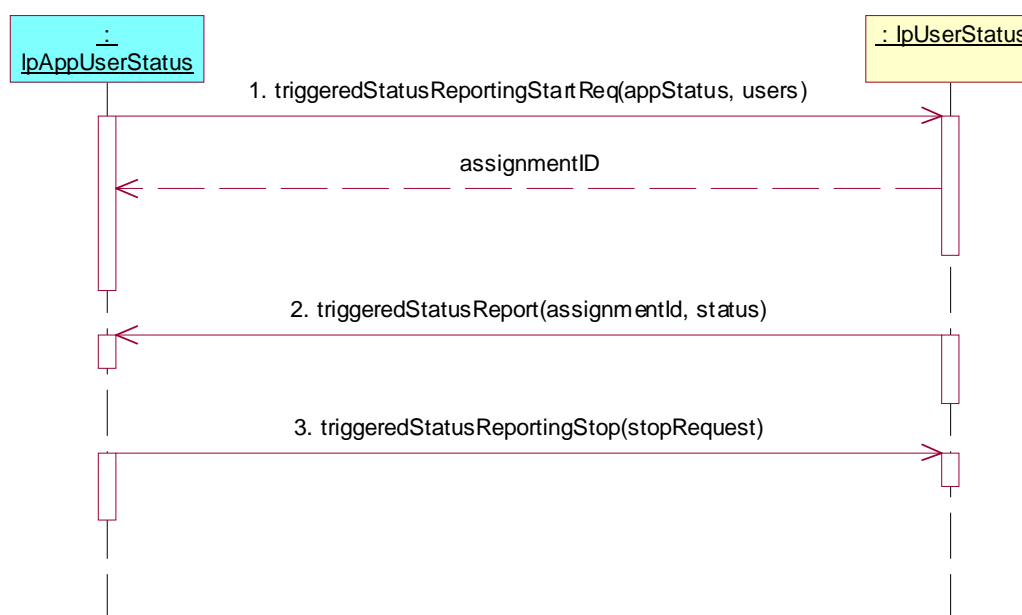 :
IpAppUserStatus
: IpUserStatus
1. triggeredStatusReportingStartReq(appStatus, users)
assignmentID
2. triggeredStatusReport(assignmentId, status)
3. triggeredStatusReportingStop(stopRequest)